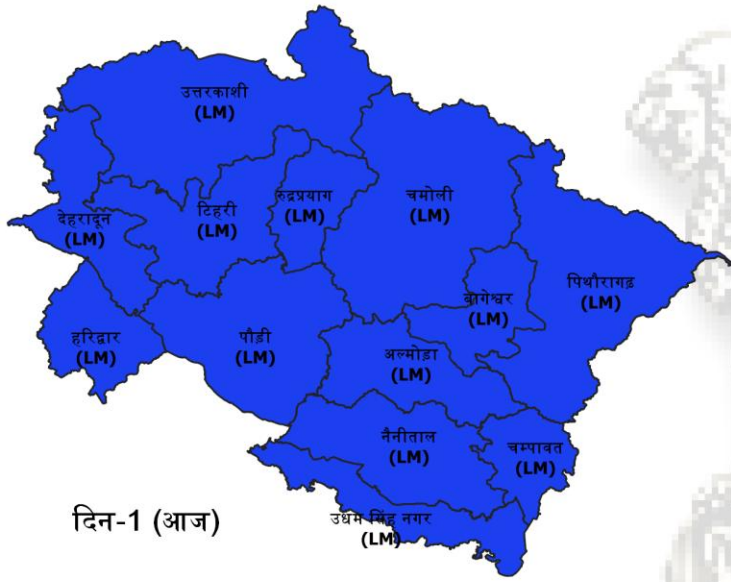 उत्तरकाशी
(LM)
देहरादून
(LM)
टिहरी
(LM)
रुद्रप्रयाग
(LM)
चमोली
(LM)
पिथौरागढ़
(LM)
बागेश्वर
(LM)
हरिद्वार
(LM)
पौड़ी
(LM)
अल्मोड़ा
(LM)
नैनीताल
(LM)
चम्पावत
(LM)
उधम सिंह नगर
(LM)
दिन-1 (आज)